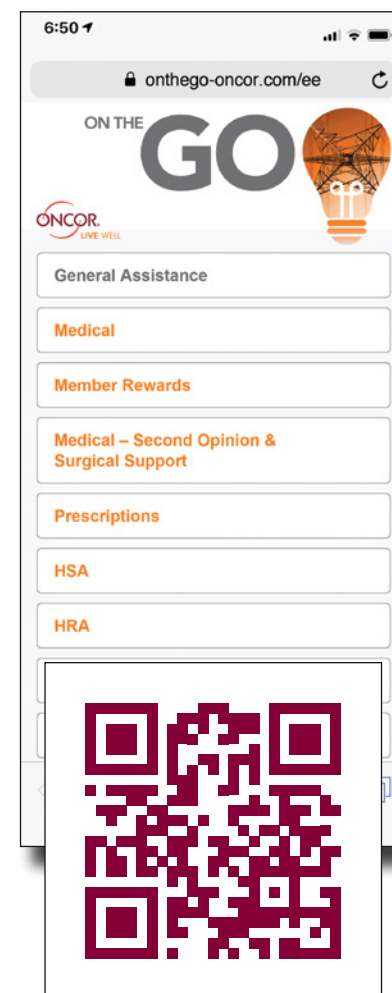 6:50
onthego-oncor.com/ee
ON THE
GO
ONCOR
LIVE WELL
General Assistance
Medical
Member Rewards
Medical – Second Opinion &
Surgical Support
Prescriptions
HSA
HRA